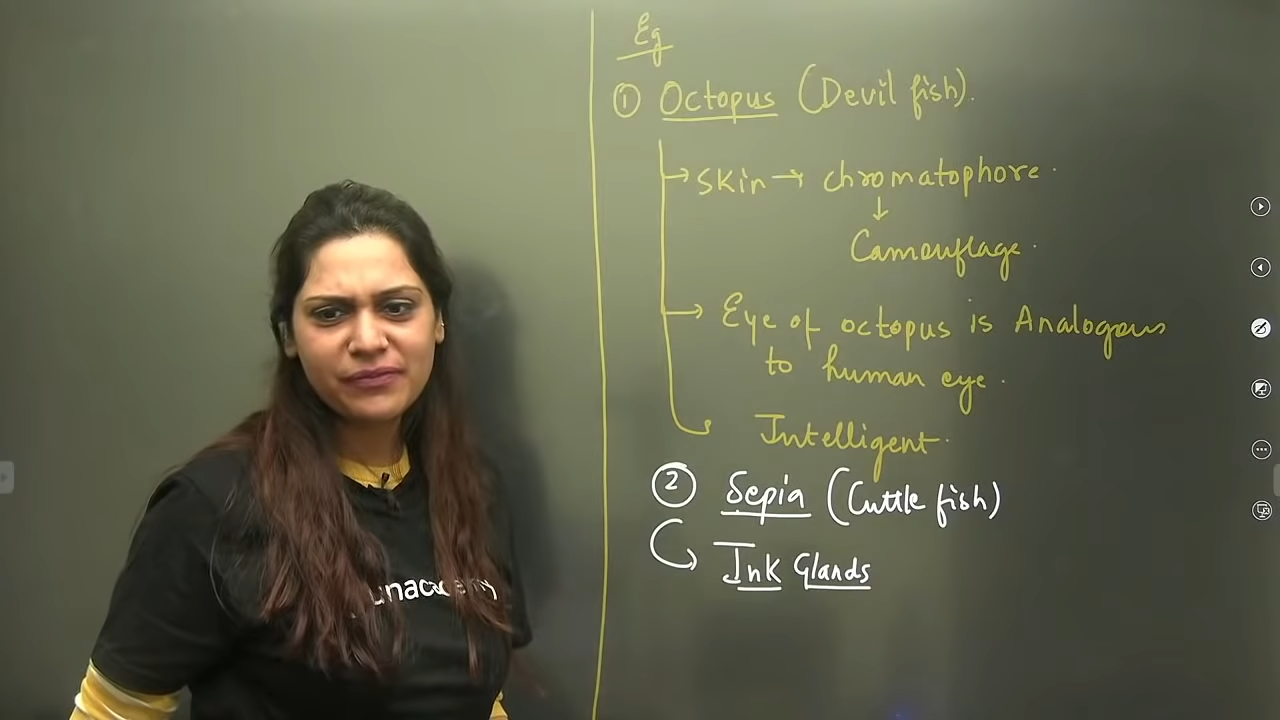 Eg
① Octopus (Devil fish).
→ Skin → chromatophore.
↓
Camouflage.
→ Eye of octopus is Analogous
to human eye.
Intelligent.
② Sepia (Cuttle fish)
Ink Glands
unacademy